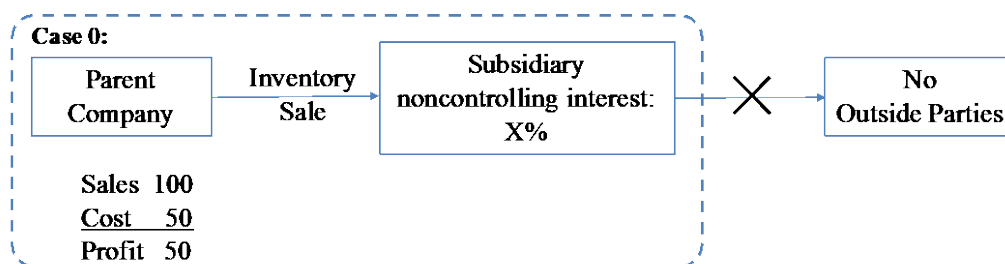 Case 0:
Parent
Company
Inventory
Sale
Subsidiary
noncontrolling interest:
X%
No
Outside Parties
Sales 100
Cost 50
Profit 50